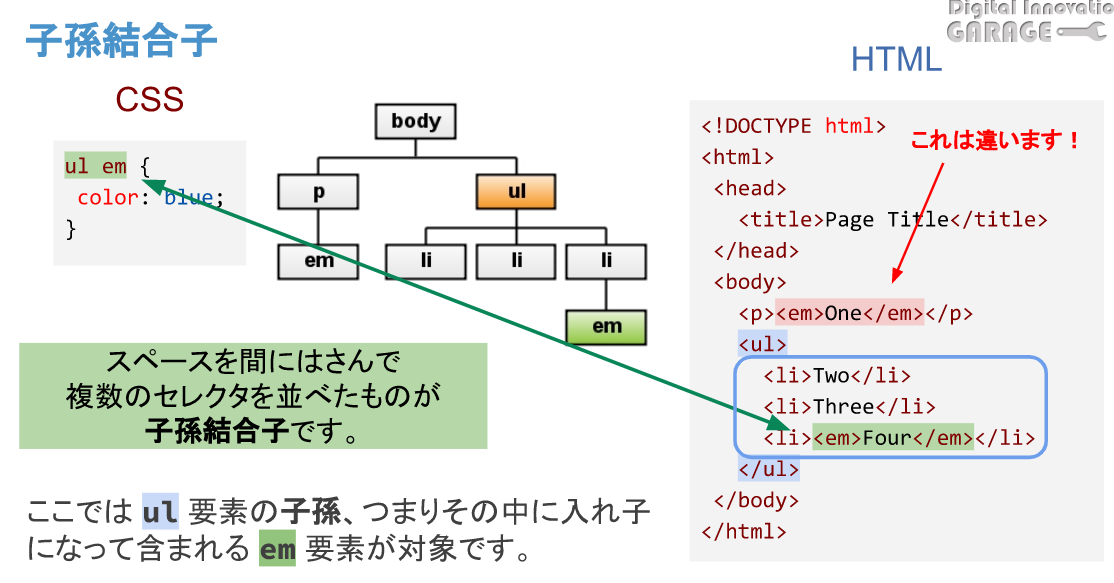 Digital Innovatio
GARAGE
子孫結合子
CSS
ul em {
color: blue;
}
body
p
ul
em
li
li
li
em
スペースを間にはさんで
複数のセレクタを並べたものが
子孫結合子です。
ここでは ul 要素の子孫、つまりその中に入れ子
になって含まれる em 要素が対象です。
HTML
<!DOCTYPE html>
これは違います！
<html>
<head>
<title>Page Title</title>
</head>
<body>
<p><em>One</em></p>
<ul>
<li>Two</li>
<li>Three</li>
<li><em>Four</em></li>
</ul>
</body>
</html>